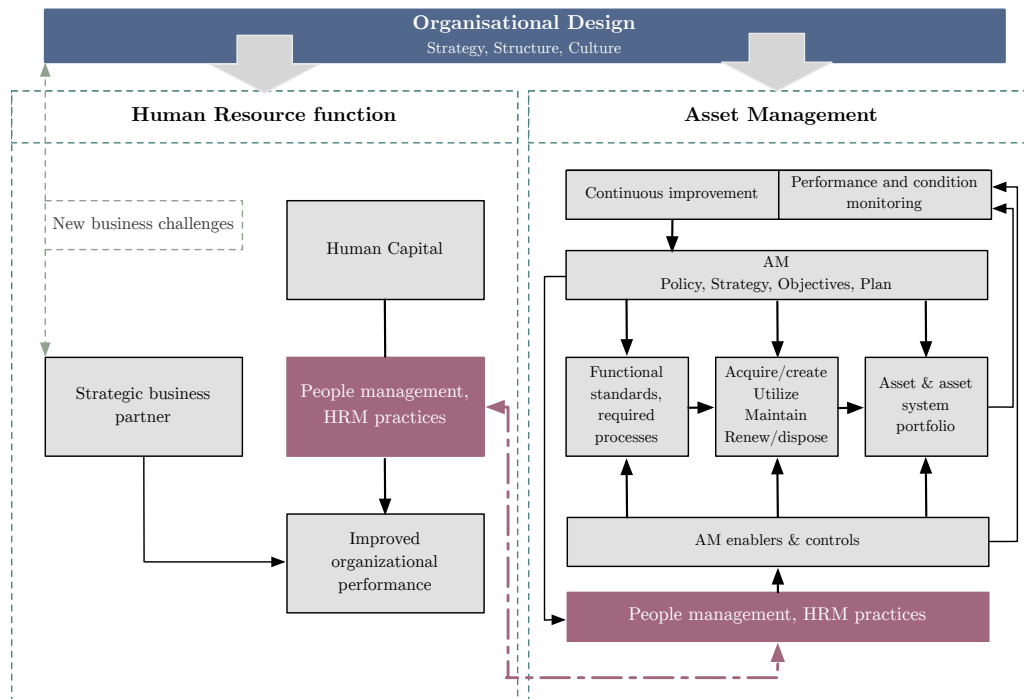 Organisational Design
Strategy, Structure, Culture
Human Resource function
New business challenges
Human Capital
Strategic business
partner
People management,
HRM practices
Improved
organizational
performance
Asset Management
Continuous improvement
Performance and condition
monitoring
AM
Policy, Strategy, Objectives, Plan
Functional
standards,
required
processes
Acquire/create
Utilize
Maintain
Renew/dispose
Asset & asset
system
portfolio
AM enablers & controls
People management, HRM practices